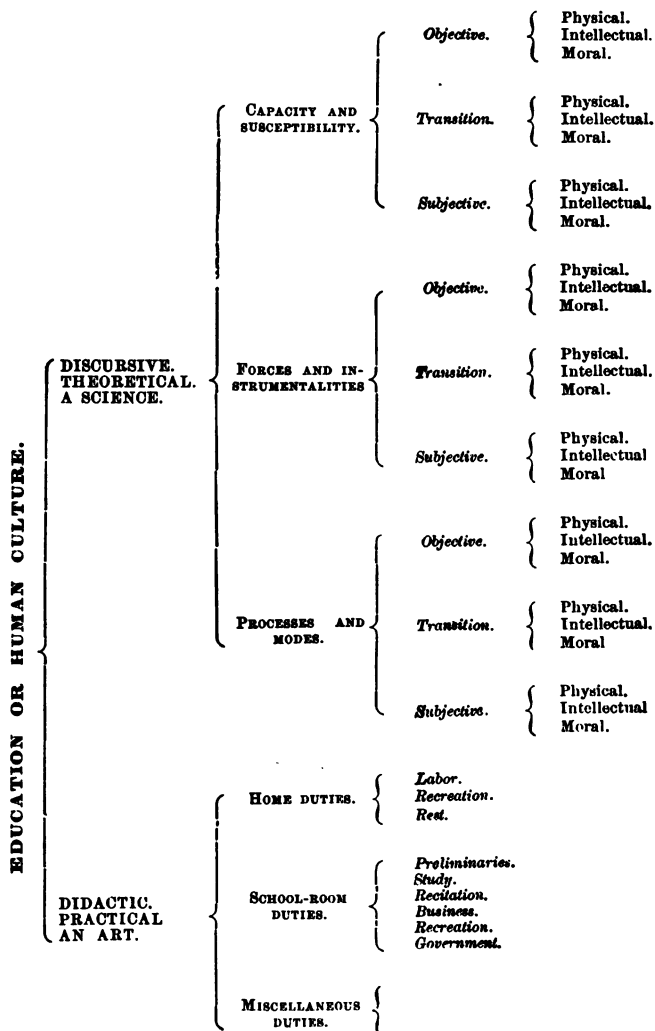 EDUCATION OR HUMAN CULTURE.
DISCURSIVE.
THEORETICAL.
A SCIENCE.
CAPACITY AND
SUSCEPTIBILITY.
Objective.
Physical.
Intellectual.
Moral.
Transition.
Physical.
Intellectual.
Moral.
Subjective.
Physical.
Intellectual.
Moral.
FORCES AND IN-
STRUMENTALITIES
Objective.
Physical.
Intellectual.
Moral.
Transition.
Physical.
Intellectual.
Moral.
Subjective.
Physical.
Intellectual
Moral
PROCESSES AND
MODES.
Objective.
Physical.
Intellectual.
Moral.
Transition.
Physical.
Intellectual.
Moral
Subjective.
Physical.
Intellectual
Moral.
DIDACTIC.
PRACTICAL
AN ART.
HOME DUTIES.
Labor.
Recreation.
Rest.
SCHOOL-ROOM
DUTIES.
Preliminaries.
Study.
Recitation.
Business.
Recreation.
Government.
MISCELLANEOUS
DUTIES.